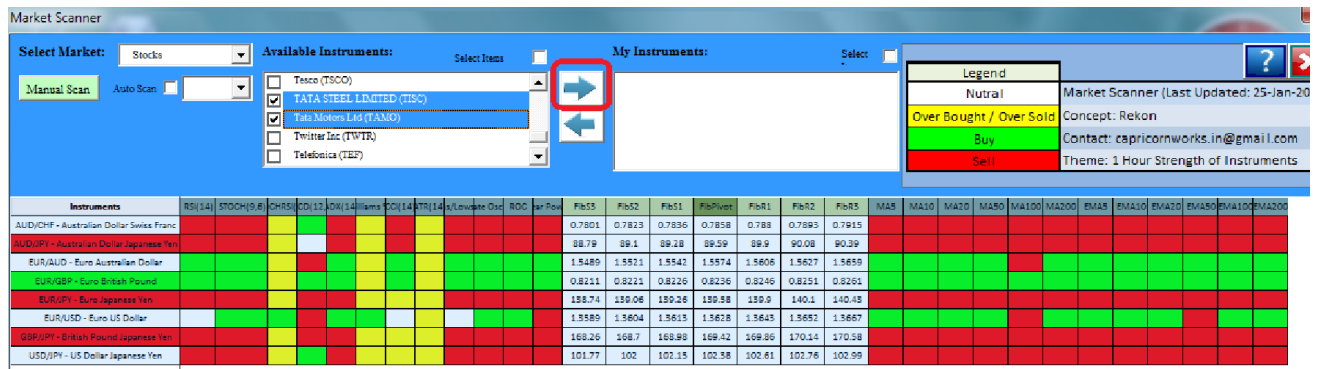 Market Scanner
Select Market: Stocks
Available Instruments: Select Items
My Instruments: Select
Manual Scan Auto Scan
Tesco (TSCO)
TATA STEEL LIMITED (TISC)
Tata Motors Ltd (TAMO)
Twitter Inc (TWTR)
Telefonica (TEF)
?
Legend
Nutral Market Scanner (Last Updated: 25-Jan-20
Over Bought / Over Sold Concept: Rekon
Buy Contact: capricornworks.in@gmail.com
Sell Theme: 1 Hour Strength of Instruments
Instruments RSI(14) STOCH(9,6) ROC FibS3 FibS2 FibS1 FibPivot FibR1 FibR2 FibR3 MA5 MA10 MA20 MA50 MA100 MA200 EMA5 EMA10 EMA20 EMA50 EMA100 EMA200
AUD/CHF - Australian Dollar Swiss Franc 0.7801 0.7823 0.7836 0.7858 0.788 0.7893 0.7915
AUD/JPY - Australian Dollar Japanese Yen 88.79 89.1 89.28 89.59 89.9 90.08 90.39
EUR/AUD - Euro Australian Dollar 1.5489 1.5521 1.5542 1.5574 1.5606 1.5627 1.5659
EUR/GBP - Euro British Pound 0.8211 0.8221 0.8226 0.8236 0.8246 0.8251 0.8261
EUR/JPY - Euro Japanese Yen 138.74 139.06 139.26 139.58 139.9 140.1 140.43
EUR/USD - Euro US Dollar 1.3589 1.3604 1.3613 1.3628 1.3643 1.3652 1.3667
GBP/JPY - British Pound Japanese Yen 168.26 168.7 168.98 169.42 169.86 170.14 170.58
USD/JPY - US Dollar Japanese Yen 101.77 102 102.15 102.38 102.61 102.76 102.99